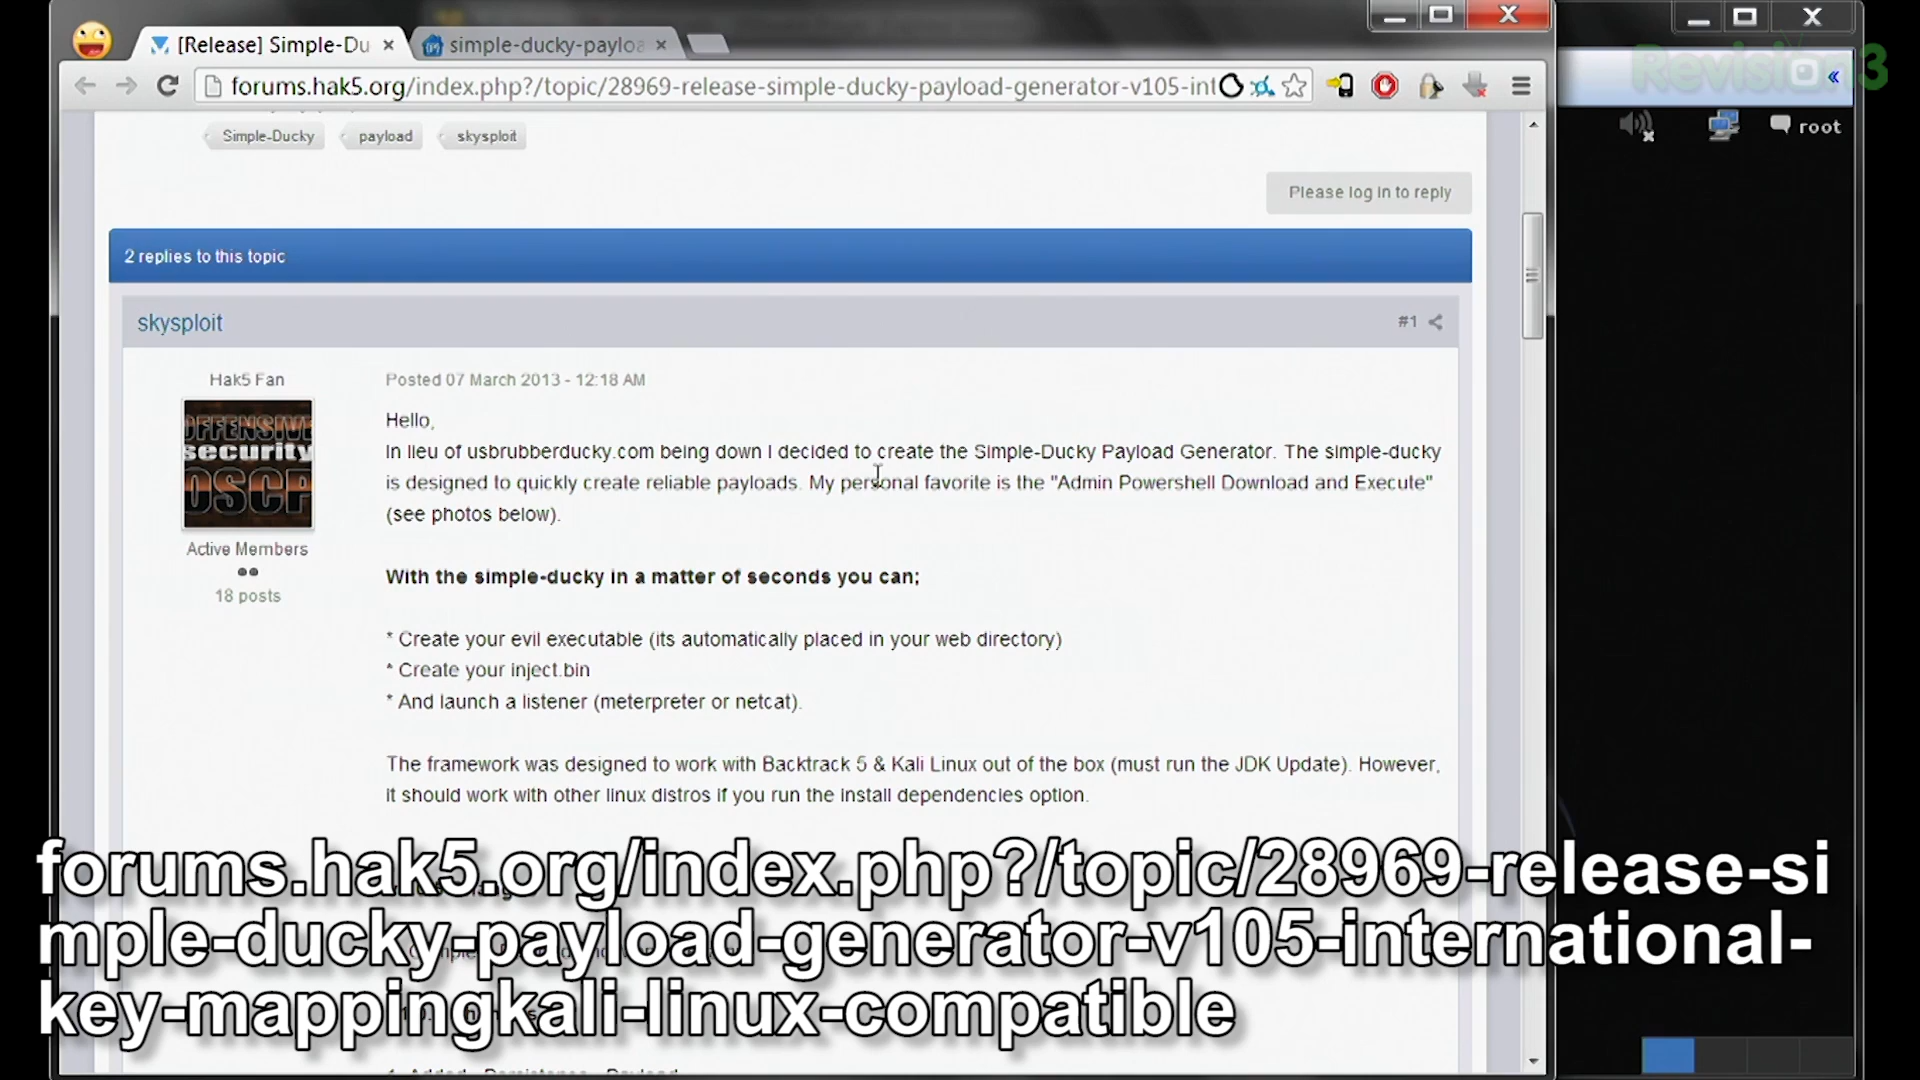 [Release] Simple-Du
simple-ducky-payloa
Revision3
forums.hak5.org/index.php?/topic/28969-release-simple-ducky-payload-generator-v105-int
root
Simple-Ducky
payload
skysploit
Please log in to reply
2 replies to this topic
skysploit
#1
Hak5 Fan
OFFENSIVE
security
OSCP
Active Members
18 posts
Posted 07 March 2013 - 12:18 AM
Hello,
In lieu of usbrubberducky.com being down I decided to create the Simple-Ducky Payload Generator. The simple-ducky
is designed to quickly create reliable payloads. My personal favorite is the "Admin Powershell Download and Execute"
(see photos below).
With the simple-ducky in a matter of seconds you can;
* Create your evil executable (its automatically placed in your web directory)
* Create your inject.bin
* And launch a listener (meterpreter or netcat).
The framework was designed to work with Backtrack 5 & Kali Linux out of the box (must run the JDK Update). However,
it should work with other linux distros if you run the install dependencies option.
forums.hak5.org/index.php?/topic/28969-release-si
mple-ducky-payload-generator-v105-international-
key-mappingkali-linux-compatible